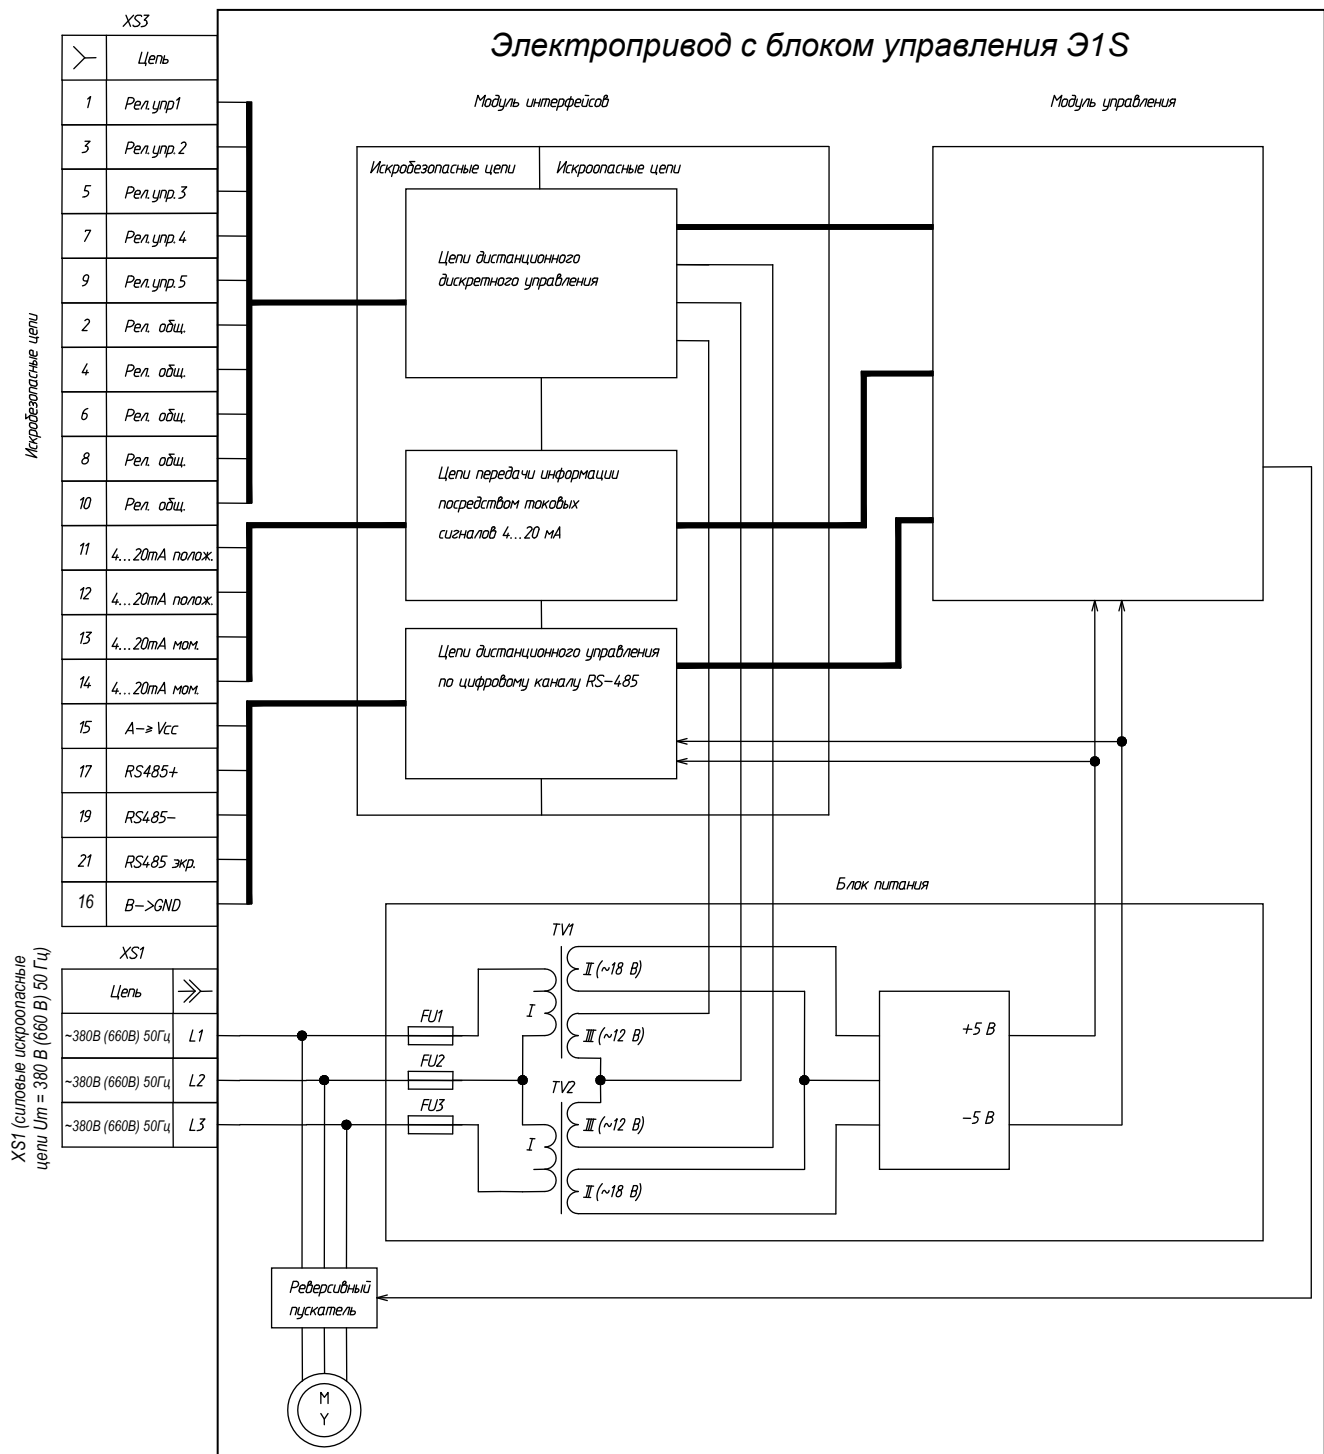 Электропривод с блоком управления Э1S
XS3
Цепь
1 Рел.упр1
3 Рел.упр.2
5 Рел.упр.3
7 Рел.упр.4
9 Рел.упр.5
2 Рел. общ.
4 Рел. общ.
6 Рел. общ.
8 Рел. общ.
10 Рел. общ.
11 4...20mA полож.
12 4...20mA полож.
13 4...20mA мом.
14 4...20mA мом.
15 A-≥Vcc
17 RS485+
19 RS485-
21 RS485 экр.
16 B->GND
Искробезопасные цепи
Модуль интерфейсов
Модуль управления
Искробезопасные цепи
Искроопасные цепи
Цепи дистанционного
дискретного управления
Цепи передачи информации
посредством токовых
сигналов 4...20 мА
Цепи дистанционного управления
по цифровому каналу RS-485
Блок питания
XS1
Цепь
~380В (660В) 50Гц L1
~380В (660В) 50Гц L2
~380В (660В) 50Гц L3
XS1 (силовые искроопасные
цепи Um = 380 В (660 В) 50 Гц)
FU1
FU2
FU3
TV1
I
II (~18 В)
III (~12 В)
TV2
I
III (~12 В)
II (~18 В)
+5 В
-5 В
Реверсивный
пускатель
M
Y